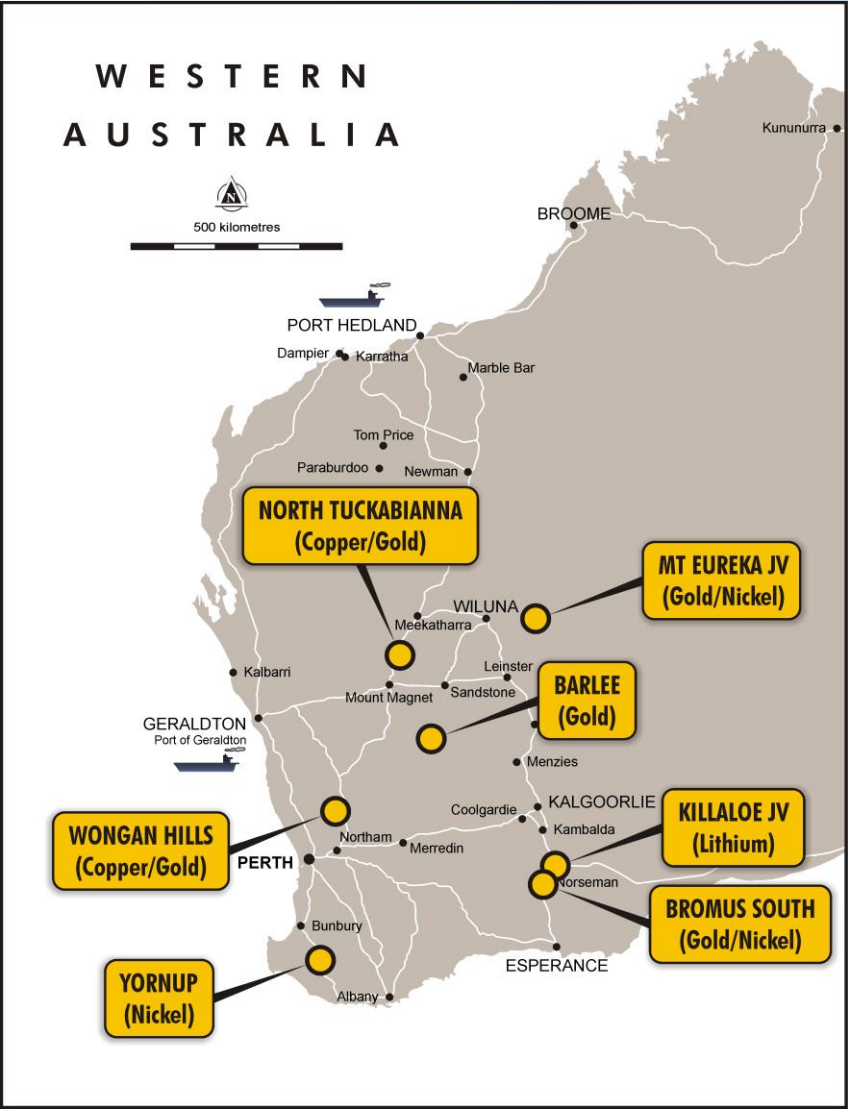 WESTERN
AUSTRALIA
N
500 kilometres
Kununurra
BROOME
PORT HEDLAND
Dampier
Karratha
Marble Bar
Tom Price
Paraburdoo
Newman
NORTH TUCKABIANNA
(Copper/Gold)
MT EUREKA JV
(Gold/Nickel)
WILUNA
Meekatharra
Kalbarri
Leinster
Mount Magnet
Sandstone
BARLEE
(Gold)
GERALDTON
Port of Geraldton
Menzies
KALGOORLIE
Coolgardie
Kambalda
KILLALOE JV
(Lithium)
WONGAN HILLS
(Copper/Gold)
Northam
Merredin
PERTH
Norseman
BROMUS SOUTH
(Gold/Nickel)
Bunbury
ESPERANCE
YORNUP
(Nickel)
Albany